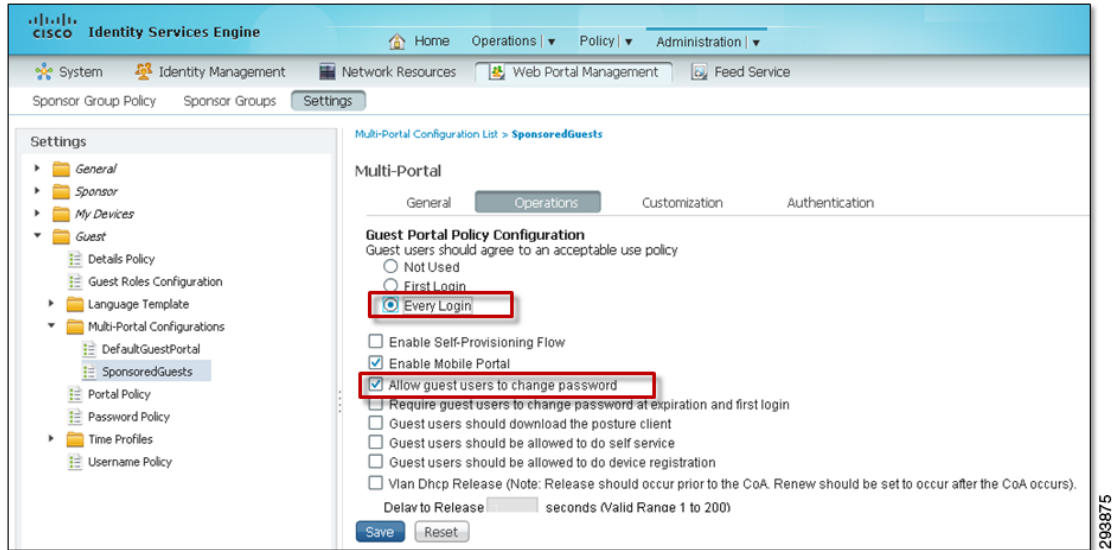 CISCO Identity Services Engine
Home Operations | ▼ Policy | ▼ Administration | ▼
System Identity Management Network Resources Web Portal Management Feed Service
Sponsor Group Policy Sponsor Groups Settings
Settings
General
Sponsor
My Devices
Guest
Details Policy
Guest Roles Configuration
Language Template
Multi-Portal Configurations
DefaultGuestPortal
SponsoredGuests
Portal Policy
Password Policy
Time Profiles
Username Policy
Multi-Portal Configuration List > SponsoredGuests
Multi-Portal
General Operations Customization Authentication
Guest Portal Policy Configuration
Guest users should agree to an acceptable use policy
Not Used
First Login
Every Login
Enable Self-Provisioning Flow
Enable Mobile Portal
Allow guest users to change password
Require guest users to change password at expiration and first login
Guest users should download the posture client
Guest users should be allowed to do self service
Guest users should be allowed to do device registration
Vlan Dhcp Release (Note: Release should occur prior to the CoA. Renew should be set to occur after the CoA occurs).
Delay to Release seconds (Valid Range 1 to 200)
Save Reset
293875